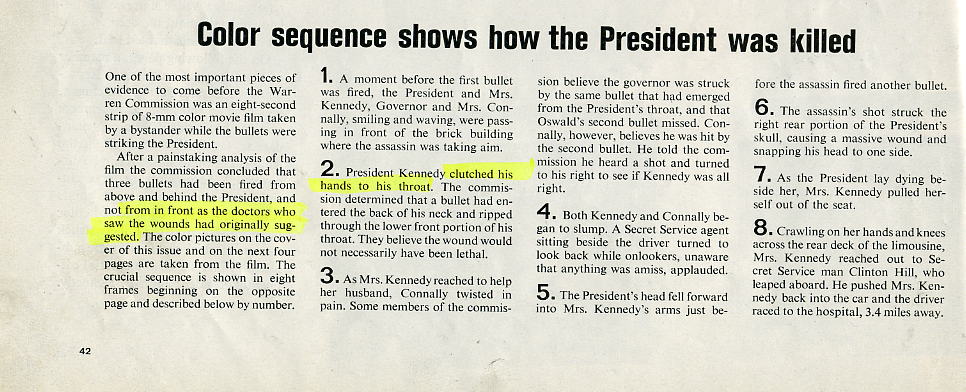 Color sequence shows how the President was killed
One of the most important pieces of
evidence to come before the War-
ren Commission was an eight-second
strip of 8-mm color movie film taken
by a bystander while the bullets were
striking the President.
After a painstaking analysis of the
film the commission concluded that
three bullets had been fired from
above and behind the President, and
not from in front as the doctors who
saw the wounds had originally sug-
gested. The color pictures on the cov-
er of this issue and on the next four
pages are taken from the film. The
crucial sequence is shown in eight
frames beginning on the opposite
page and described below by number.
1. A moment before the first bullet
was fired, the President and Mrs.
Kennedy, Governor and Mrs. Con-
nally, smiling and waving, were pass-
ing in front of the brick building
where the assassin was taking aim.
2. President Kennedy clutched his
hands to his throat. The commis-
sion determined that a bullet had en-
tered the back of his neck and ripped
through the lower front portion of his
throat. They believe the wound would
not necessarily have been lethal.
3. As Mrs. Kennedy reached to help
her husband, Connally twisted in
pain. Some members of the commis-
sion believe the governor was struck
by the same bullet that had emerged
from the President's throat, and that
Oswald's second bullet missed. Con-
nally, however, believes he was hit by
the second bullet. He told the com-
mission he heard a shot and turned
to his right to see if Kennedy was all
right.
4. Both Kennedy and Connally be-
gan to slump. A Secret Service agent
sitting beside the driver turned to
look back while onlookers, unaware
that anything was amiss, applauded.
5. The President's head fell forward
into Mrs. Kennedy's arms just be-
fore the assassin fired another bullet.
6. The assassin's shot struck the
right rear portion of the President's
skull, causing a massive wound and
snapping his head to one side.
7. As the President lay dying be-
side her, Mrs. Kennedy pulled her-
self out of the seat.
8. Crawling on her hands and knees
across the rear deck of the limousine,
Mrs. Kennedy reached out to Se-
cret Service man Clinton Hill, who
leaped aboard. He pushed Mrs. Ken-
nedy back into the car and the driver
raced to the hospital, 3.4 miles away.
42